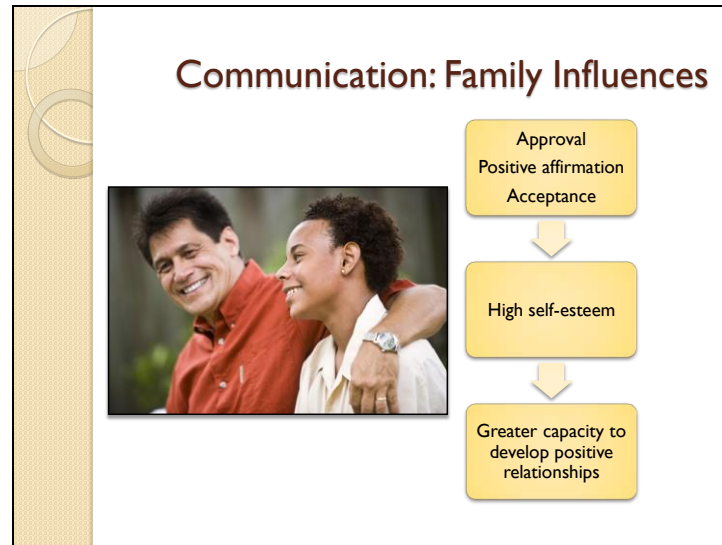 Communication: Family Influences
Approval
Positive affirmation
Acceptance
High self-esteem
Greater capacity to
develop positive
relationships